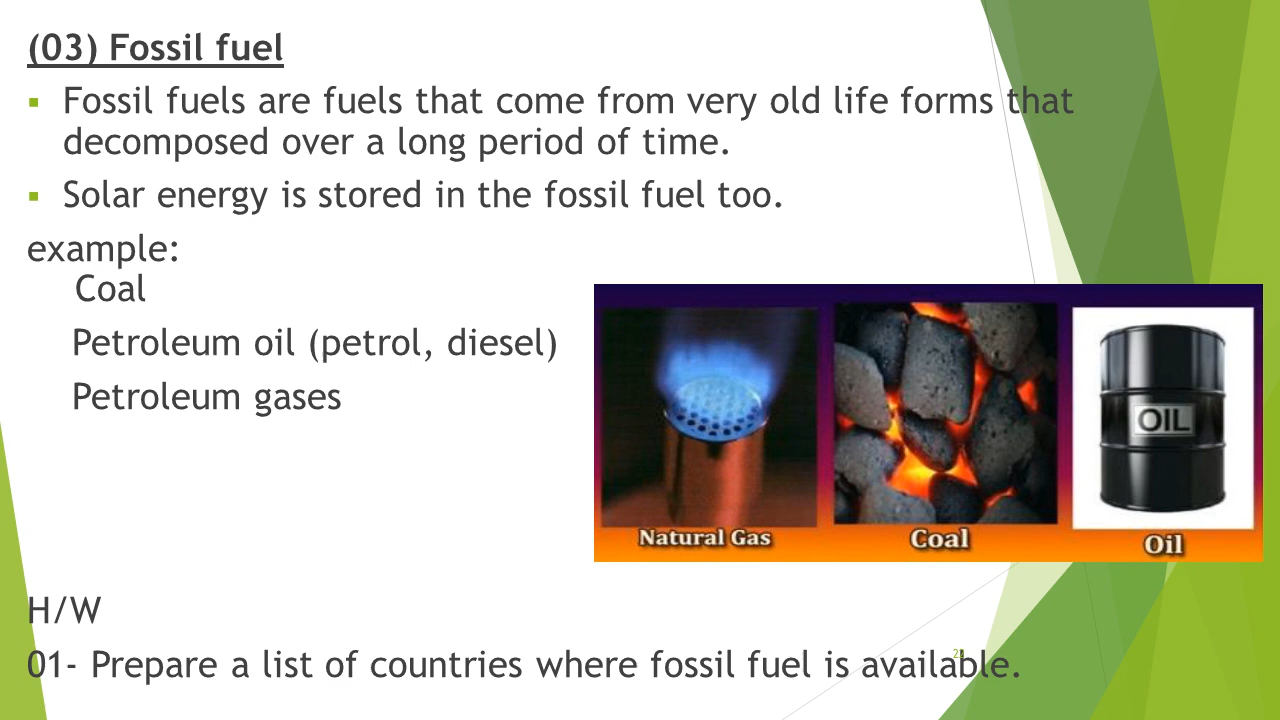 (03) Fossil fuel
▪ Fossil fuels are fuels that come from very old life forms that
decomposed over a long period of time.
▪ Solar energy is stored in the fossil fuel too.
example:
Coal
Petroleum oil (petrol, diesel)
Petroleum gases
OIL
Natural Gas
Coal
Oil
H/W
01- Prepare a list of countries where fossil fuel is available.